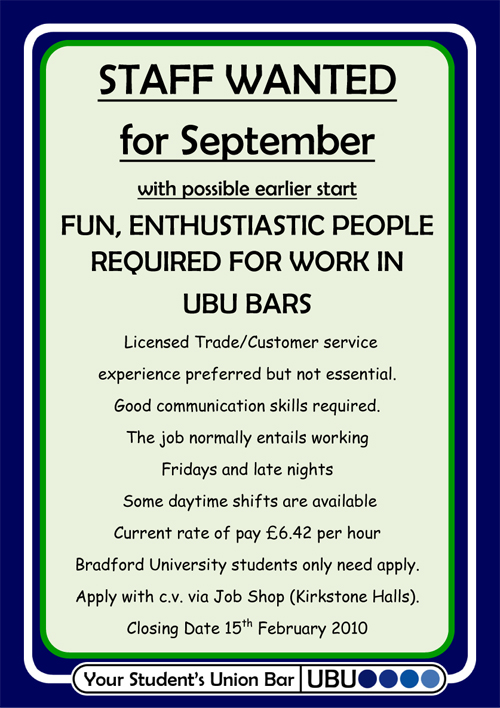 STAFF WANTED
for September
with possible earlier start
FUN, ENTHUSTIASTIC PEOPLE
REQUIRED FOR WORK IN
UBU BARS
Licensed Trade/Customer service
experience preferred but not essential.
Good communication skills required.
The job normally entails working
Fridays and late nights
Some daytime shifts are available
Current rate of pay £6.42 per hour
Bradford University students only need apply.
Apply with c.v. via Job Shop (Kirkstone Halls).
Closing Date 15th February 2010
Your Student's Union Bar UBU